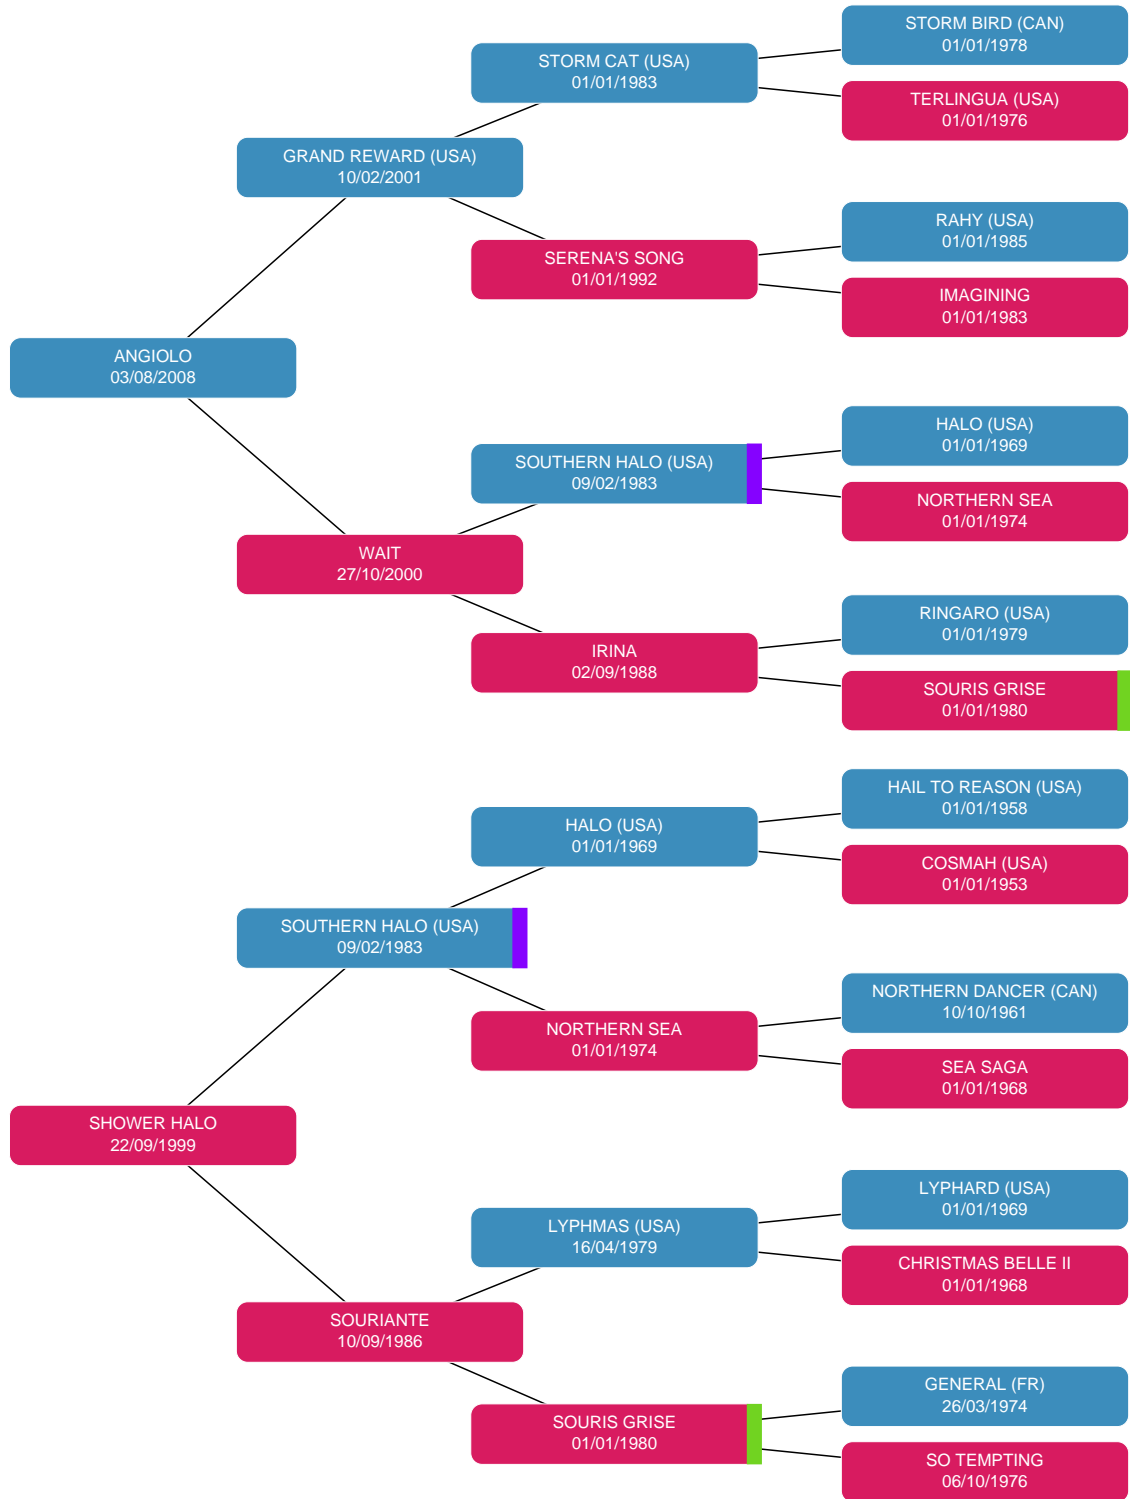 STORM BIRD (CAN)
01/01/1978
STORM CAT (USA)
01/01/1983
TERLINGUA (USA)
01/01/1976
GRAND REWARD (USA)
10/02/2001
RAHY (USA)
01/01/1985
SERENA'S SONG
01/01/1992
IMAGINING
01/01/1983
ANGIOLO
03/08/2008
HALO (USA)
01/01/1969
SOUTHERN HALO (USA)
09/02/1983
NORTHERN SEA
01/01/1974
WAIT
27/10/2000
RINGARO (USA)
01/01/1979
IRINA
02/09/1988
SOURIS GRISE
01/01/1980
HAIL TO REASON (USA)
01/01/1958
HALO (USA)
01/01/1969
COSMAH (USA)
01/01/1953
SOUTHERN HALO (USA)
09/02/1983
NORTHERN DANCER (CAN)
10/10/1961
NORTHERN SEA
01/01/1974
SEA SAGA
01/01/1968
SHOWER HALO
22/09/1999
LYPHARD (USA)
01/01/1969
LYPHMAS (USA)
16/04/1979
CHRISTMAS BELLE II
01/01/1968
SOURIANTE
10/09/1986
GENERAL (FR)
26/03/1974
SOURIS GRISE
01/01/1980
SO TEMPTING
06/10/1976